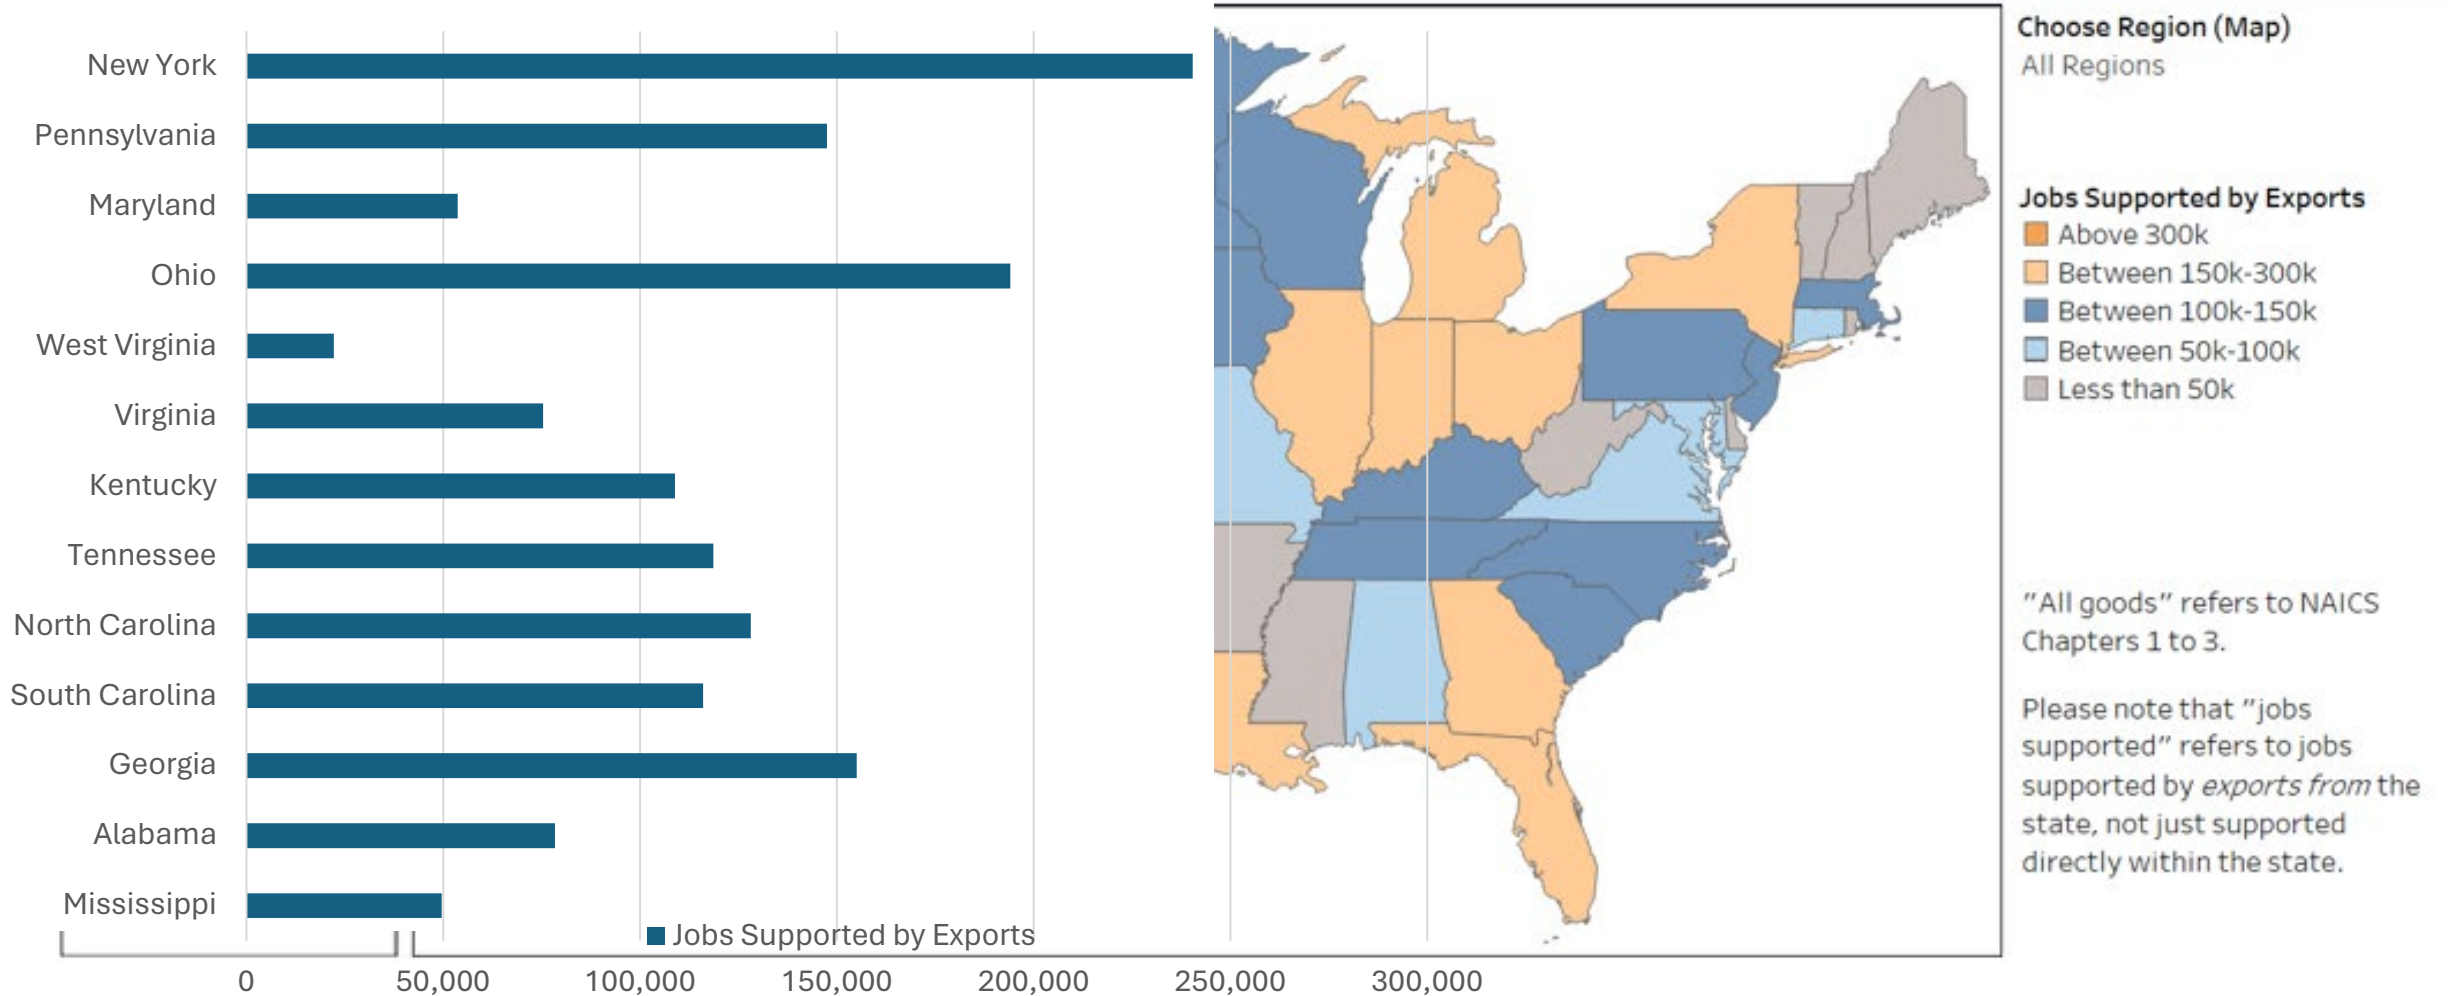 New York
Pennsylvania
Maryland
Ohio
West Virginia
Virginia
Kentucky
Tennessee
North Carolina
South Carolina
Georgia
Alabama
Mississippi
Jobs Supported by Exports
0
50,000
100,000
150,000
200,000
250,000
300,000
Choose Region (Map)
All Regions
Jobs Supported by Exports
Above 300k
Between 150k-300k
Between 100k-150k
Between 50k-100k
Less than 50k
"All goods" refers to NAICS
Chapters 1 to 3.
Please note that "jobs
supported" refers to jobs
supported by exports from the
state, not just supported
directly within the state.